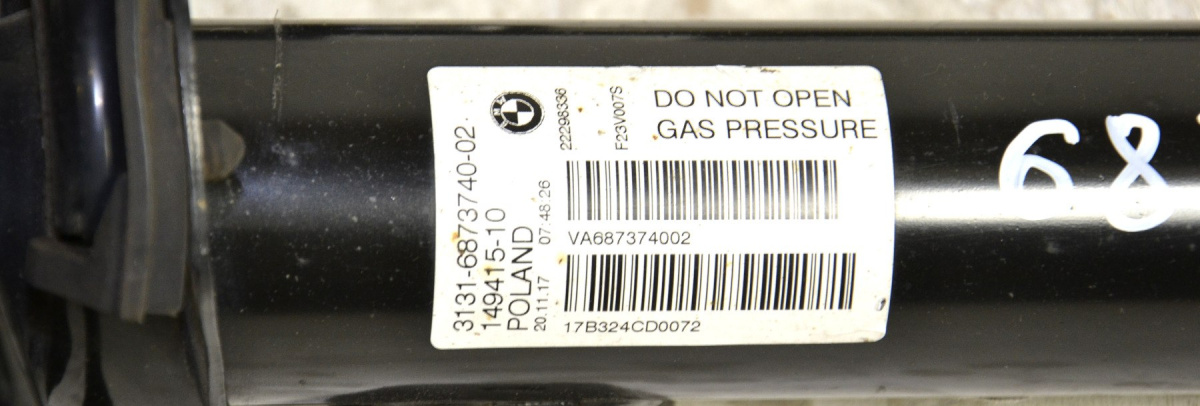 3131-6873740-02
149415-10
POLAND
20.11.17 07:48:26
22298336
F23V007S
DO NOT OPEN
GAS PRESSURE
VA687374002
17B324CD0072
68